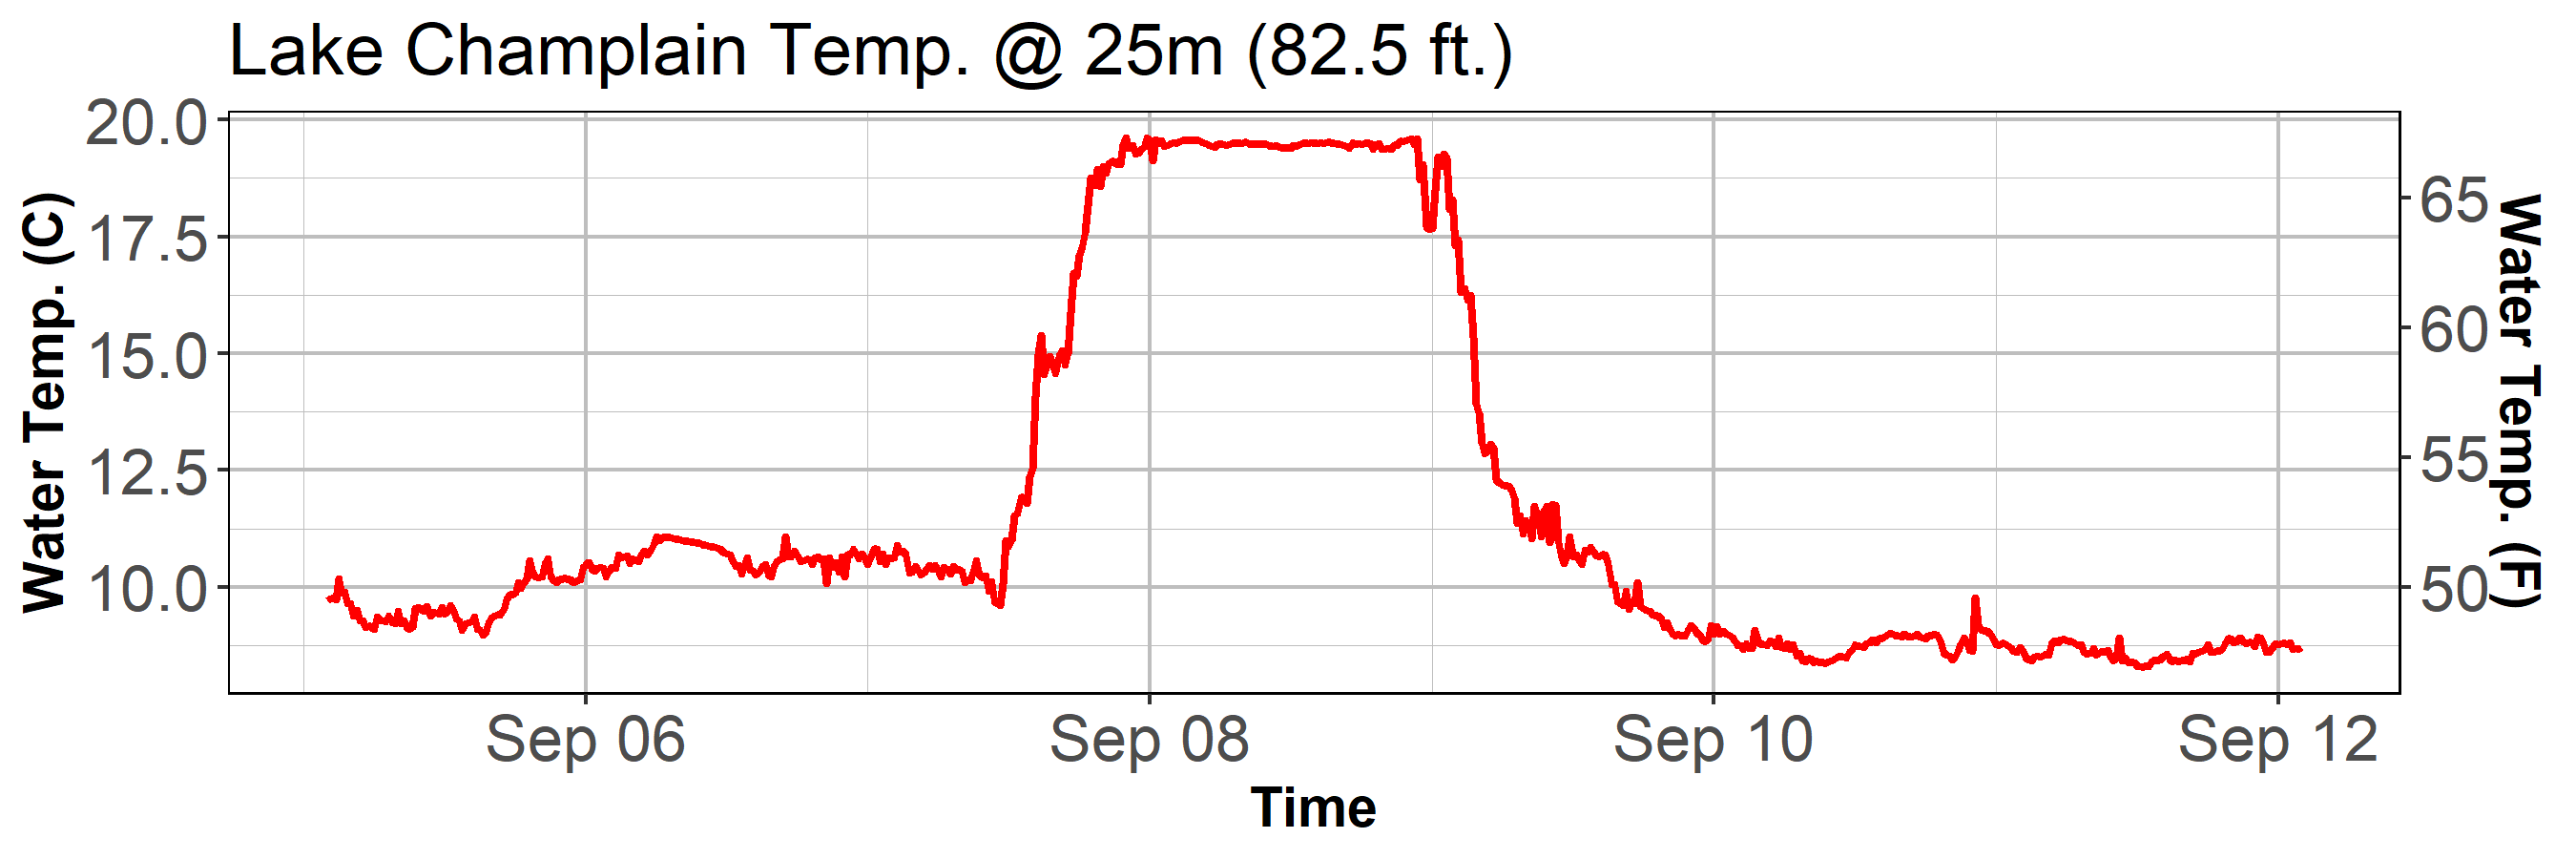 Lake Champlain Temp. @ 25m (82.5 ft.)
Water Temp. (C)
20.0
17.5
15.0
12.5
10.0
65
60
55
50
Water Temp. (F)
Sep 06 Sep 08 Sep 10 Sep 12
Time